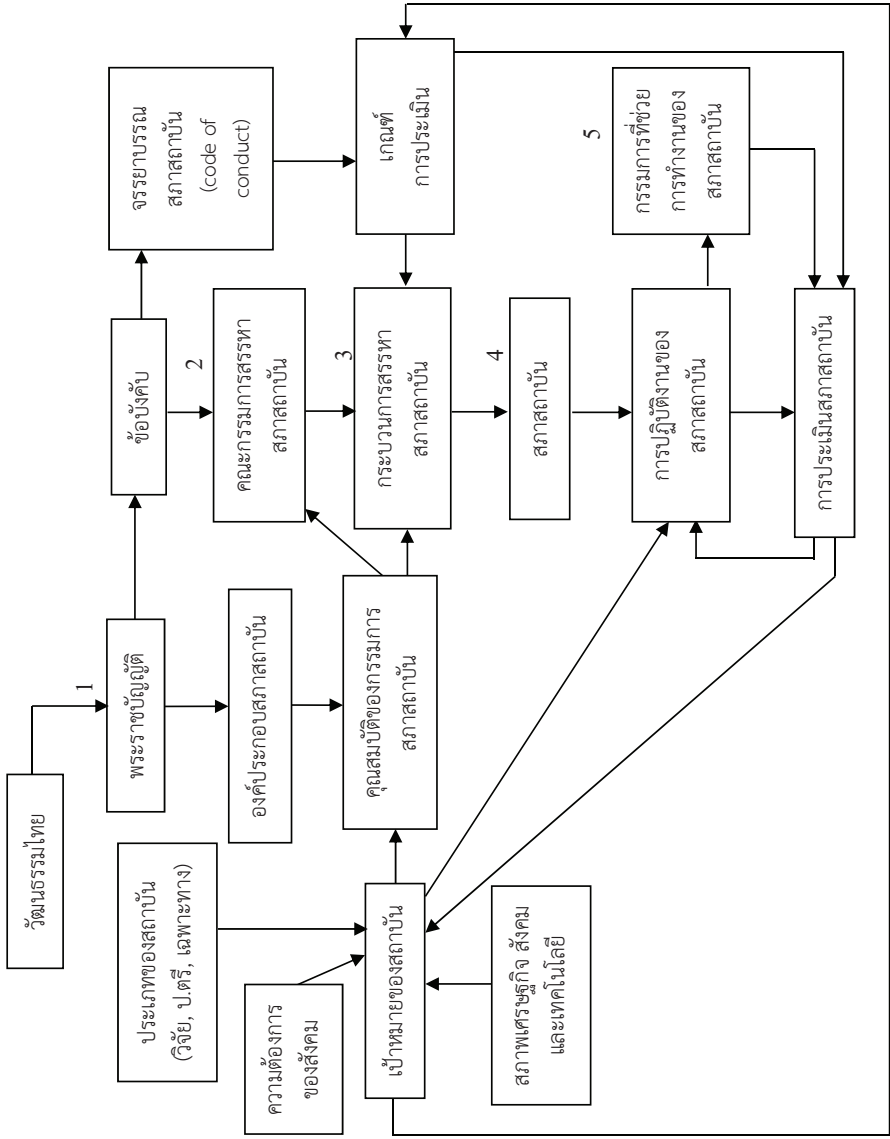 วัฒนธรรมไทย
1
พระราชบัญญัติ
ข้อบังคับ
จรรยาบรรณ
สภาสถาบัน
(code of
conduct)
ประเภทของสถาบัน
(วิจัย, ป.ตรี, เฉพาะทาง)
องค์ประกอบสภาสถาบัน
2
คณะกรรมการสรรหา
สภาสถาบัน
ความต้องการ
ของสังคม
คุณสมบัติของกรรมการ
สภาสถาบัน
3
กระบวนการสรรหา
สภาสถาบัน
เกณฑ์
การประเมิน
เป้าหมายของสถาบัน
4
สภาสถาบัน
สภาพเศรษฐกิจ สังคม
และเทคโนโลยี
การปฏิบัติงานของ
สภาสถาบัน
5
กรรมการที่ช่วย
การทำงานของ
สภาสถาบัน
การประเมินสภาสถาบัน